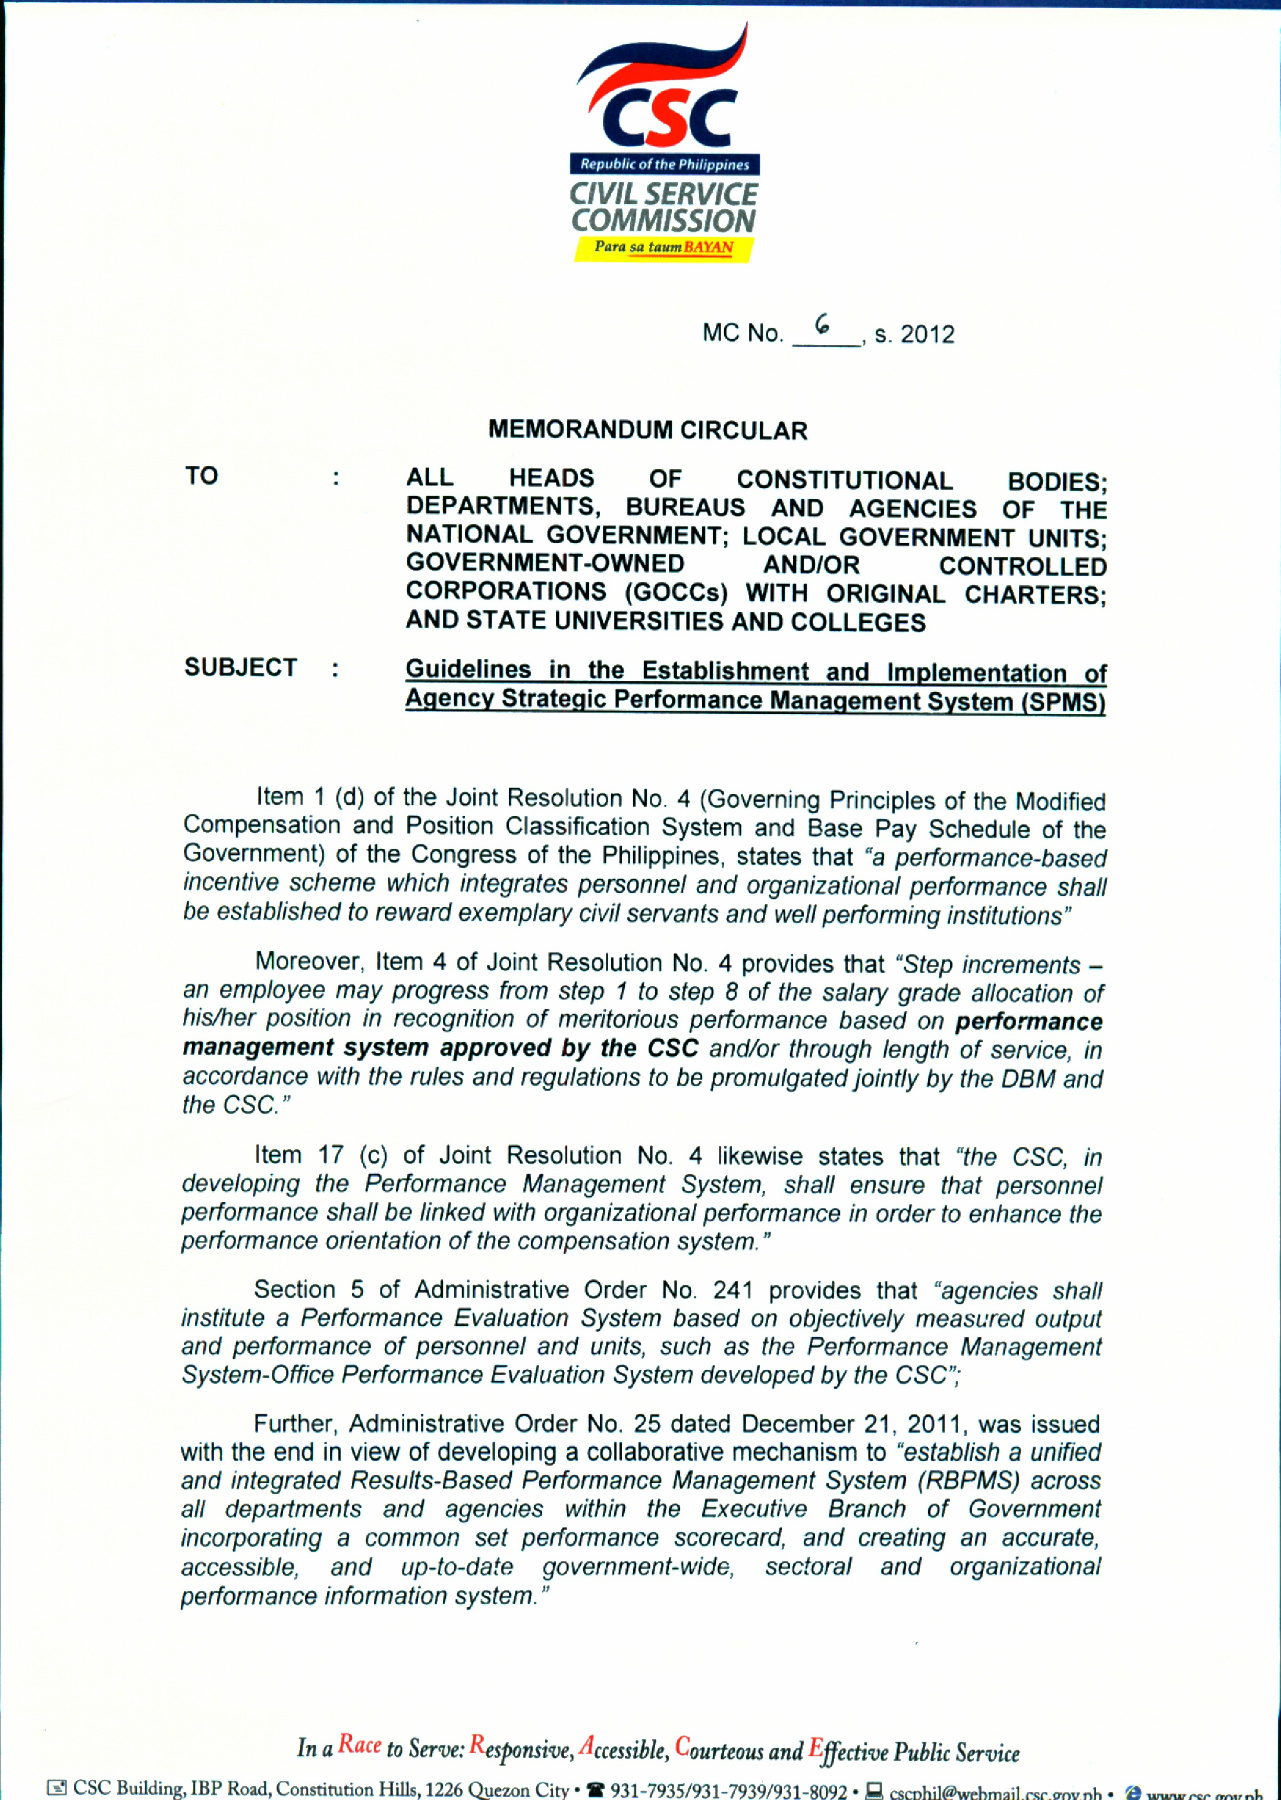 CSC
Republic of the Philippines
CIVIL SERVICE
COMMISSION
Para sa taumBAYAN
MC No. 6, s. 2012
MEMORANDUM CIRCULAR
TO : ALL HEADS OF CONSTITUTIONAL BODIES;
DEPARTMENTS, BUREAUS AND AGENCIES OF THE
NATIONAL GOVERNMENT; LOCAL GOVERNMENT UNITS;
GOVERNMENT-OWNED AND/OR CONTROLLED
CORPORATIONS (GOCCs) WITH ORIGINAL CHARTERS;
AND STATE UNIVERSITIES AND COLLEGES
SUBJECT : Guidelines in the Establishment and Implementation of
Agency Strategic Performance Management System (SPMS)
Item 1 (d) of the Joint Resolution No. 4 (Governing Principles of the Modified
Compensation and Position Classification System and Base Pay Schedule of the
Government) of the Congress of the Philippines, states that “a performance-based
incentive scheme which integrates personnel and organizational performance shall
be established to reward exemplary civil servants and well performing institutions”
Moreover, Item 4 of Joint Resolution No. 4 provides that “Step increments –
an employee may progress from step 1 to step 8 of the salary grade allocation of
his/her position in recognition of meritorious performance based on performance
management system approved by the CSC and/or through length of service, in
accordance with the rules and regulations to be promulgated jointly by the DBM and
the CSC.”
Item 17 (c) of Joint Resolution No. 4 likewise states that “the CSC, in
developing the Performance Management System, shall ensure that personnel
performance shall be linked with organizational performance in order to enhance the
performance orientation of the compensation system.”
Section 5 of Administrative Order No. 241 provides that “agencies shall
institute a Performance Evaluation System based on objectively measured output
and performance of personnel and units, such as the Performance Management
System-Office Performance Evaluation System developed by the CSC”;
Further, Administrative Order No. 25 dated December 21, 2011, was issued
with the end in view of developing a collaborative mechanism to “establish a unified
and integrated Results-Based Performance Management System (RBPMS) across
all departments and agencies within the Executive Branch of Government
incorporating a common set performance scorecard, and creating an accurate,
accessible, and up-to-date government-wide, sectoral and organizational
performance information system.”
In a Race to Serve: Responsive, Accessible, Courteous and Effective Public Service
CSC Building, IBP Road, Constitution Hills, 1226 Quezon City • 931-7935/931-7939/931-8092 • cscphil@webmail.csc.gov.ph • www.csc.gov.ph